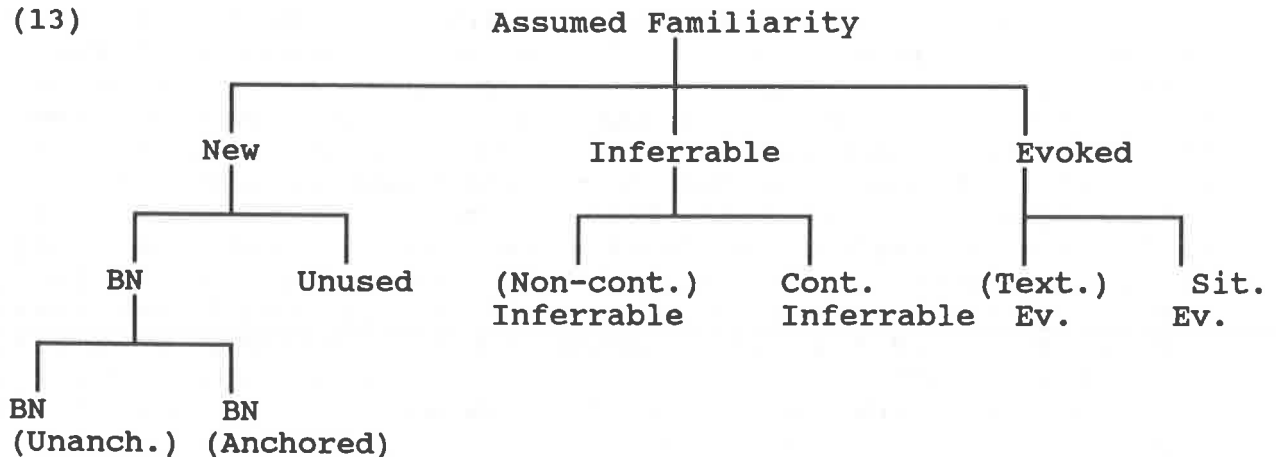 (13) Assumed Familiarity
New Inferrable Evoked
BN Unused (Non-cont.) Cont. (Text.) Sit.
Inferrable Inferrable Ev. Ev.
BN BN
(Unanch.) (Anchored)